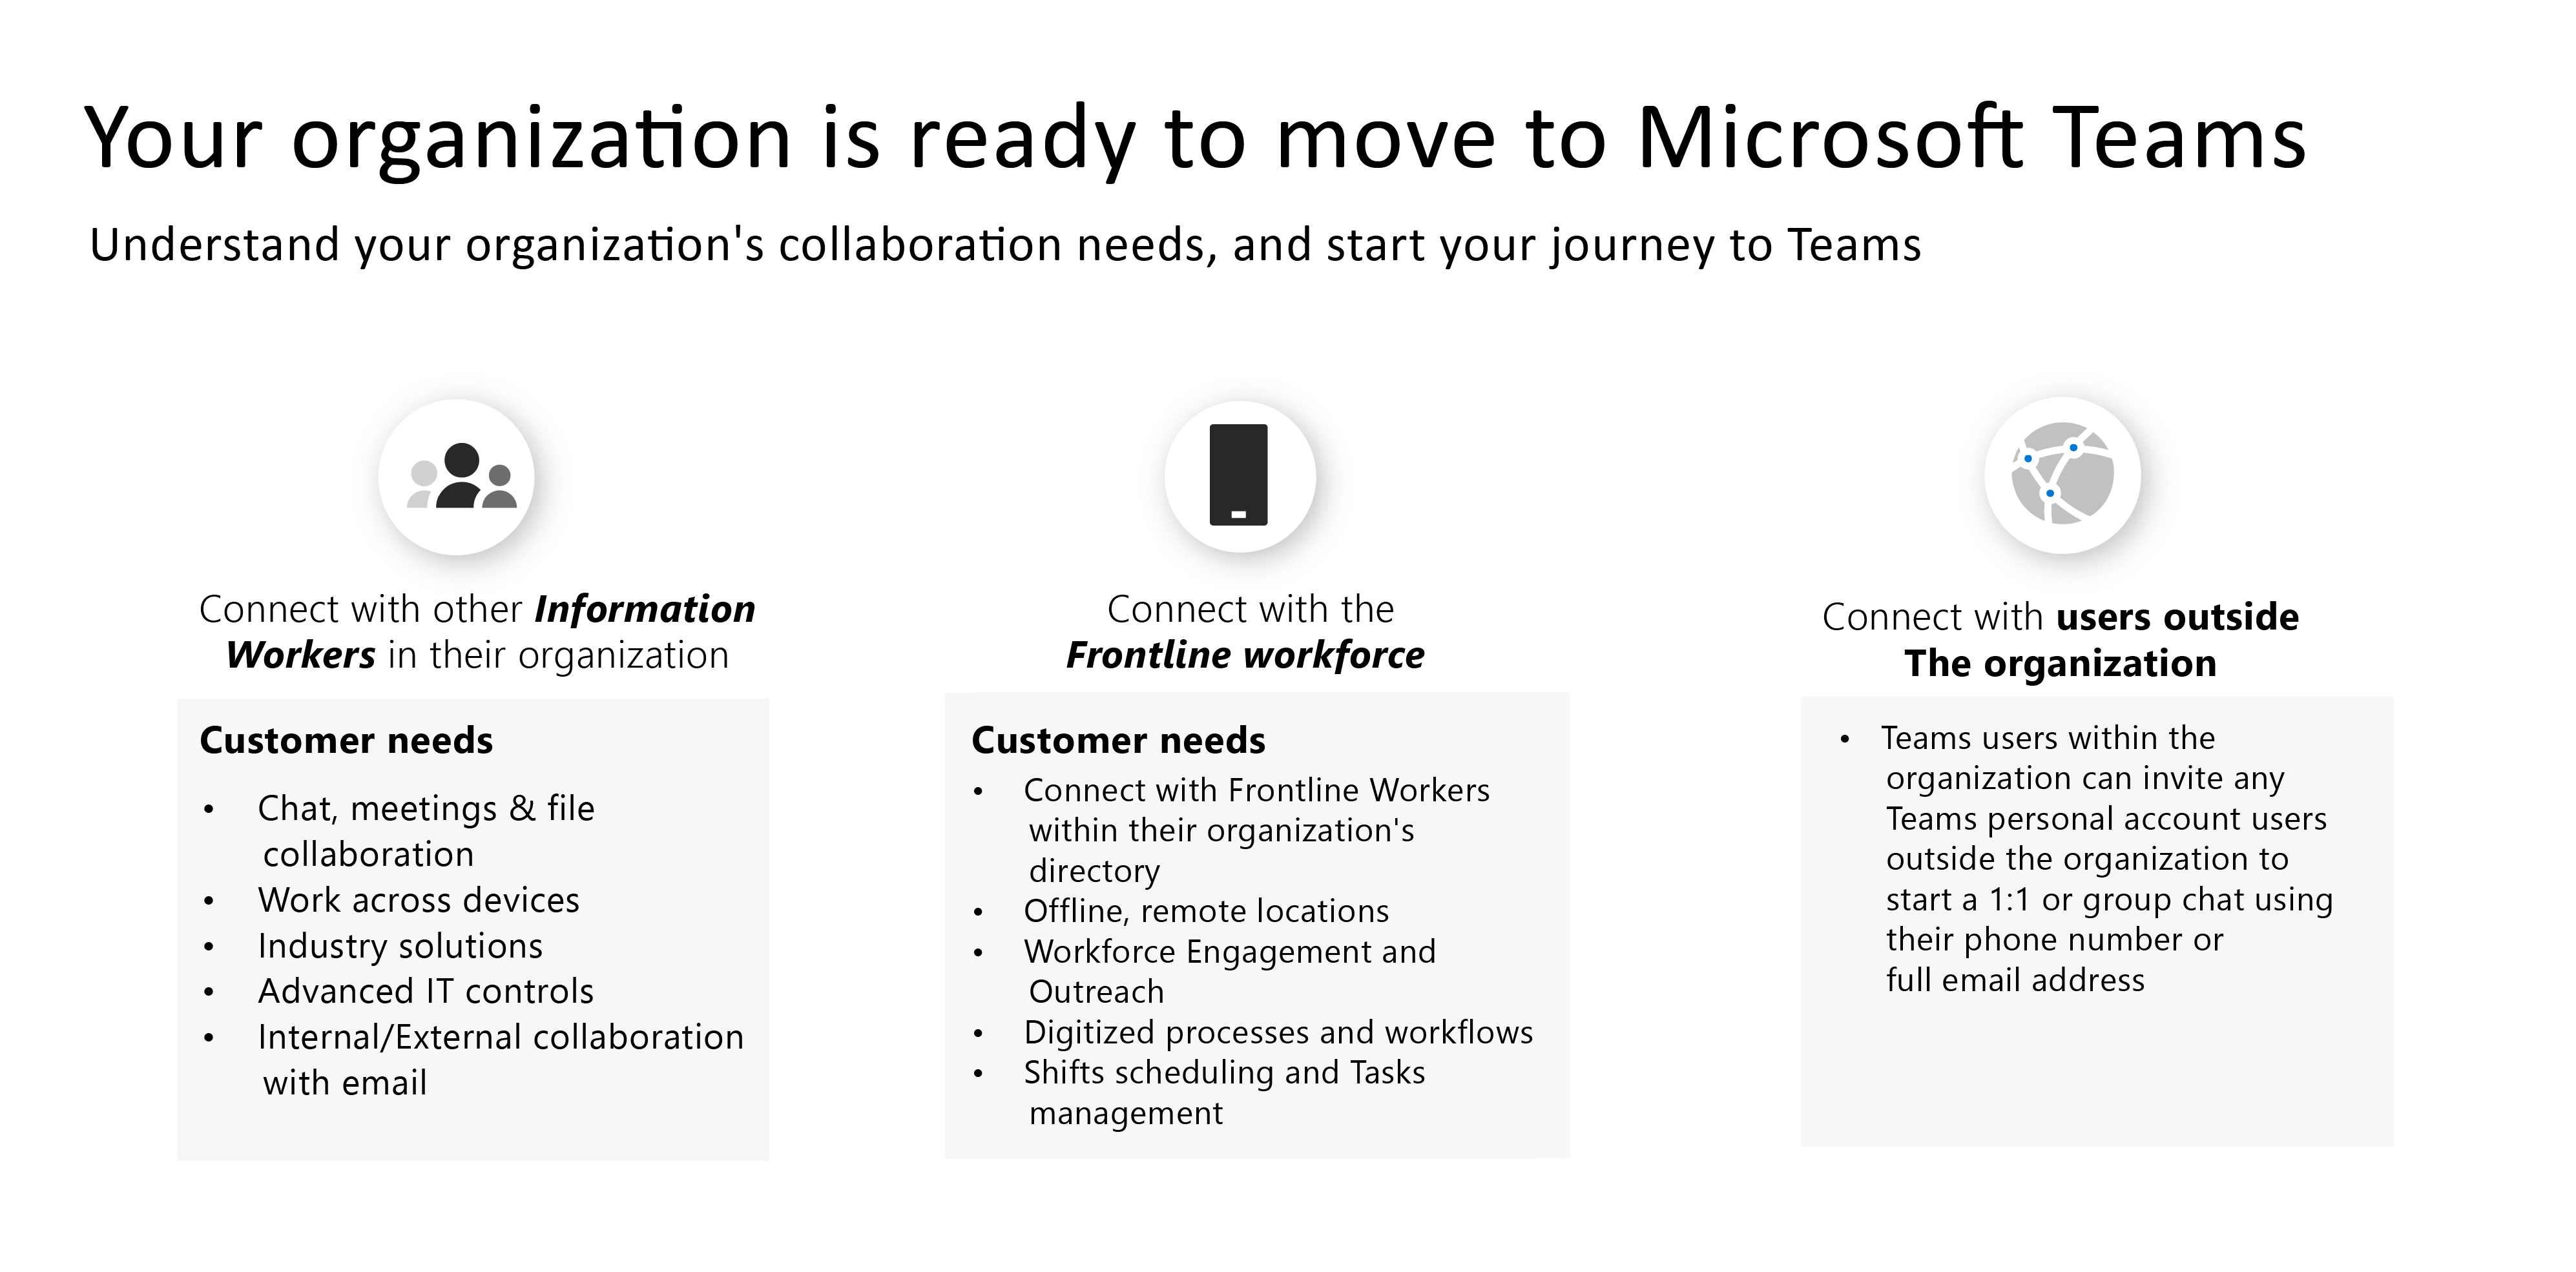 Your organization is ready to move to Microsoft Teams
Understand your organization's collaboration needs, and start your journey to Teams
Connect with other Information
Workers in their organization
Customer needs
• Chat, meetings & file
collaboration
• Work across devices
• Industry solutions
• Advanced IT controls
• Internal/External collaboration
with email
Connect with the
Frontline workforce
Customer needs
• Connect with Frontline Workers
within their organization's
directory
• Offline, remote locations
• Workforce Engagement and
Outreach
• Digitized processes and workflows
• Shifts scheduling and Tasks
management
Connect with users outside
The organization
• Teams users within the
organization can invite any
Teams personal account users
outside the organization to
start a 1:1 or group chat using
their phone number or
full email address